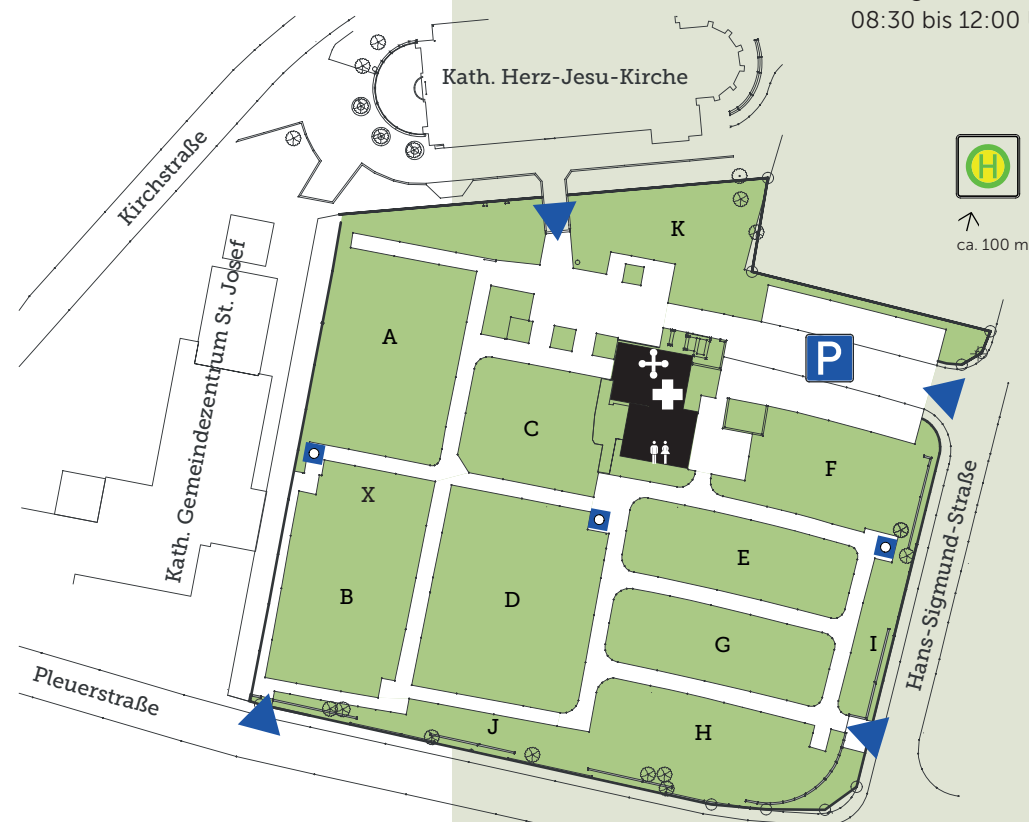 08:30 bis 12:00
Kath. Herz-Jesu-Kirche
H
ca. 100 m
Kirchstraße
K
Kath. Gemeindezentrum St. Josef
A
P
C
F
X
E
B
D
G
I
Hans-Sigmund-Straße
Pleuerstraße
J
H